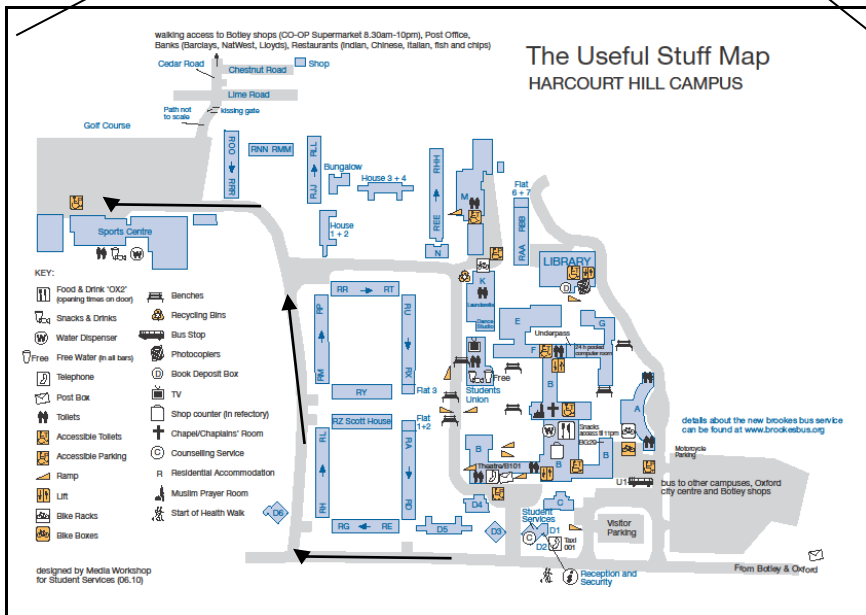 walking access to Botley shops (CO-OP Supermarket 8.30am-10pm), Post Office,
Banks (Barclays, NatWest, Lloyds), Restaurants (Indian, Chinese, Italian, fish and chips)
The Useful Stuff Map
HARCOURT HILL CAMPUS
Cedar Road
Shop
Chestnut Road
Lime Road
Path not
to scale
kissing gate
Golf Course
ROO
RRR
RNN RMM
RLL
RJJ
Bungalow
House 3 + 4
RHH
REE
M
Flat
6 + 7
RBB
RAA
House
1 + 2
N
Sports Centre
W
LIBRARY
D
KEY:
Food & Drink "OX2"
(opening times on door)
Snacks & Drinks
W
Water Dispenser
Free
Free Water (in all bars)
Telephone
Post Box
Toilets
Accessible Toilets
Accessible Parking
Ramp
Lift
Bike Racks
Bike Boxes
Benches
Recycling Bins
Bus Stop
Photocopiers
D
Book Deposit Box
TV
Shop counter (in refectory)
Chapel/Chaplains' Room
C
Counselling Service
R
Residential Accommodation
Muslim Prayer Room
Start of Health Walk
RR
RT
RP
RM
RU
RX
RY
Flat 3
RZ Scott House
Flat
1+2
RL
RH
RA
RD
RG
RE
D6
D5
D4
D3
K
Launderette
Dance
Studio
E
G
Underpass
F
24 h pooled
computer room
Free
Students
Union
B
A
W
Snacks
access til 11pm
BG29
B
B
B
Theatre/B101
details about the new brookes bus service
can be found at www.brookesbus.org
Motorcycle
Parking
U1
bus to other campuses, Oxford
city centre and Botley shops
C
Student
Services
D1
C
D2
Taxi
001
Visitor
Parking
i
Reception and
Security
From Botley & Oxford
designed by Media Workshop
for Student Services (06.10)